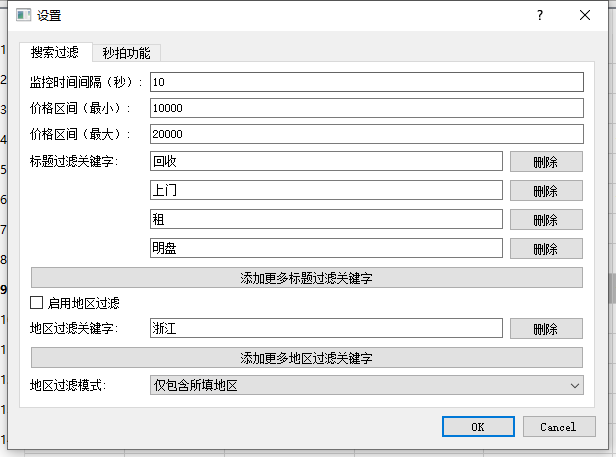 设置
搜索过滤 秒拍功能
监控时间间隔（秒）: 10
价格区间（最小）: 10000
价格区间（最大）: 20000
标题过滤关键字: 回收 删除
上门 删除
租 删除
明盘 删除
添加更多标题过滤关键字
启用地区过滤
地区过滤关键字: 浙江 删除
添加更多地区过滤关键字
地区过滤模式: 仅包含所填地区
OK Cancel